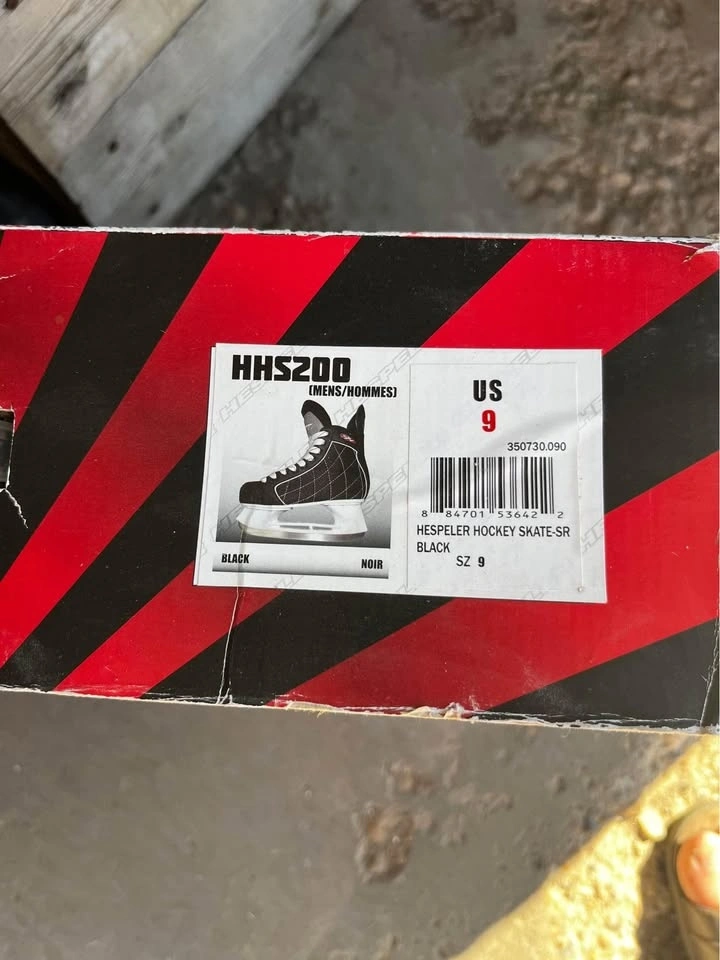 HHS200
(MENS/HOMMES)
BLACK
NOIR
US
9
350730.090
8 84701 53642 2
HESPELER HOCKEY SKATE-SR
BLACK
SZ 9